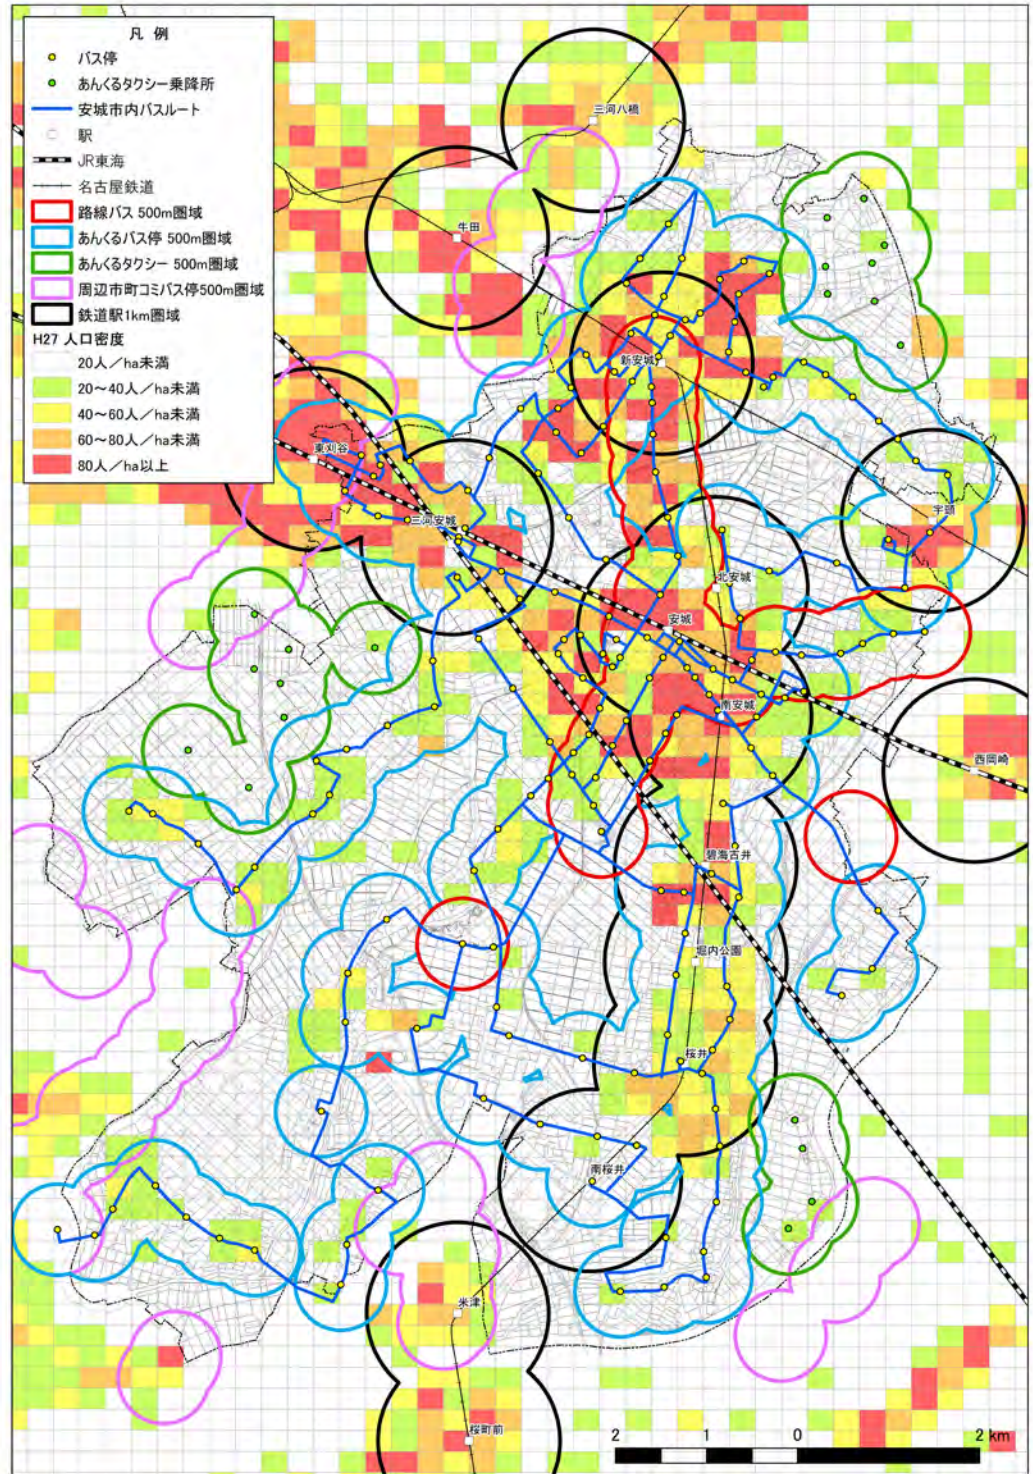 凡 例
バス停
あんくるタクシー乗降所
安城市内バスルート
駅
JR東海
名古屋鉄道
路線バス 500m圏域
あんくるバス停 500m圏域
あんくるタクシー 500m圏域
周辺市町コミバス停500m圏域
鉄道駅1km圏域
H27 人口密度
20人/ha未満
20~40人/ha未満
40~60人/ha未満
60~80人/ha未満
80人/ha以上
三河八橋
牛田
新安城
東刈谷
三河安城
宇頭
北安城
安城
南安城
西岡崎
碧海古井
堀内公園
桜井
南桜井
米津
桜町前
2 1 0 2 km